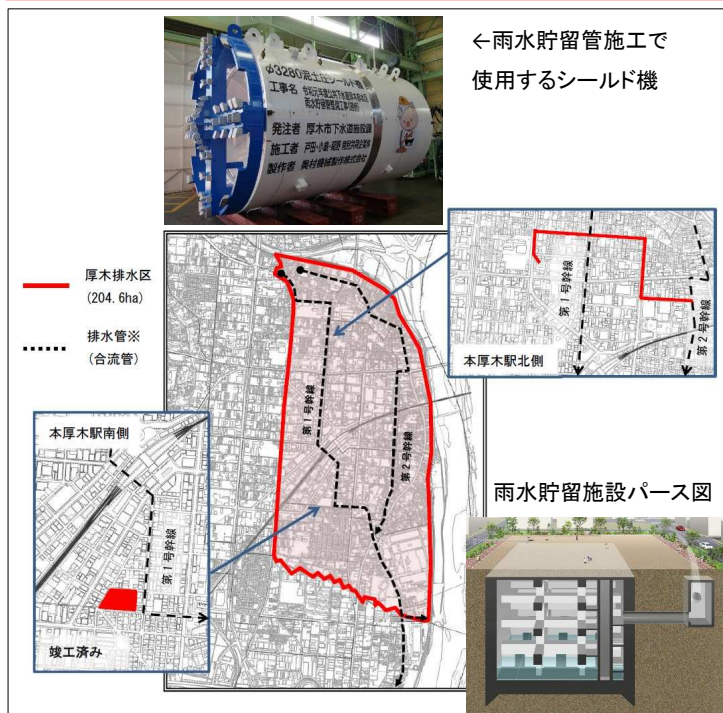 ←雨水貯留管施工で
使用するシールド機
φ3280泥土圧シールド機
工事名
発注者 厚木市下水道施設課
施工者
製作者 奥村機械製作株式会社
厚木排水区
(204.6ha)
排水管※
(合流管)
第1号幹線
第2号幹線
第1号幹線
第2号幹線
本厚木駅北側
本厚木駅南側
第1号幹線
竣工済み
雨水貯留施設パース図